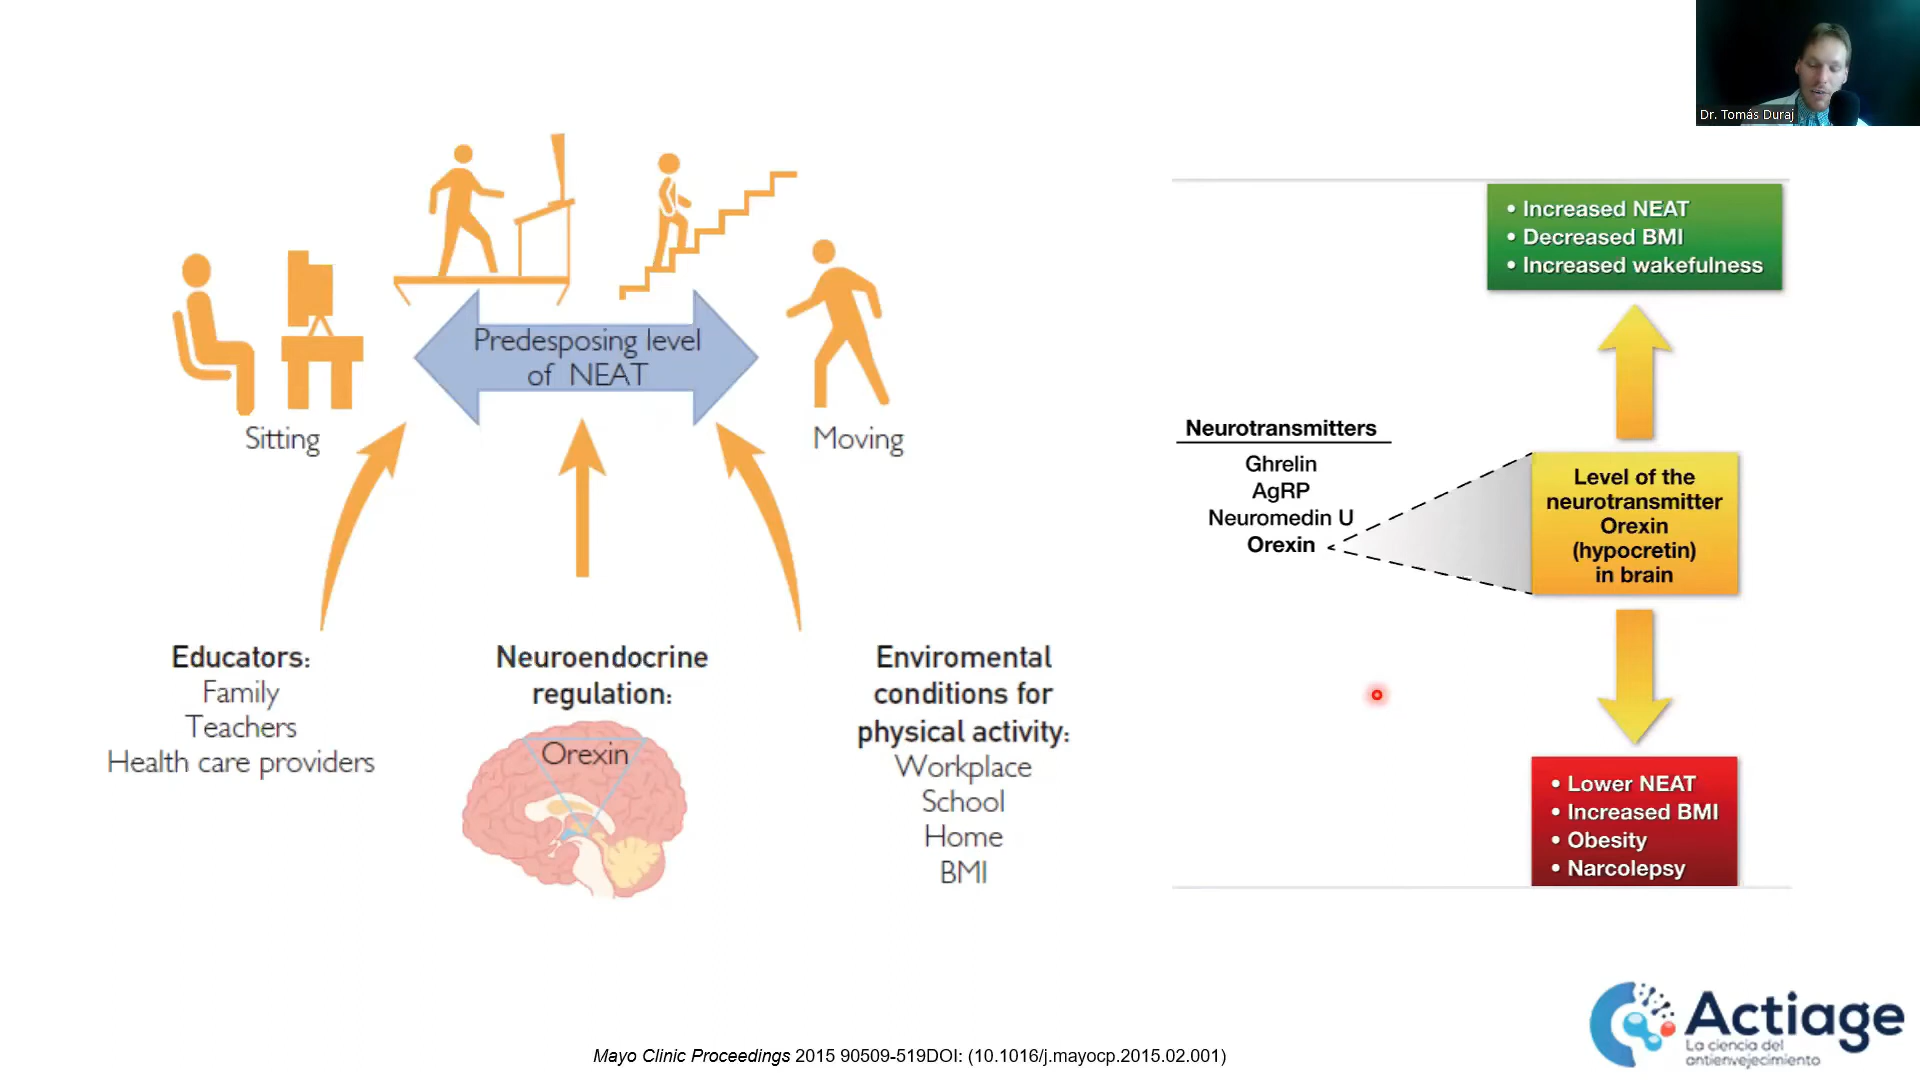 Dr. Tomás Duraj
Predesposing level
of NEAT
Sitting
Moving
Educators:
Family
Teachers
Health care providers
Neuroendocrine
regulation:
Orexin
Enviromental
conditions for
physical activity:
Workplace
School
Home
BMI
• Increased NEAT
• Decreased BMI
• Increased wakefulness
Neurotransmitters
Ghrelin
AgRP
Neuromedin U
Orexin
Level of the
neurotransmitter
Orexin
(hypocretin)
in brain
• Lower NEAT
• Increased BMI
• Obesity
• Narcolepsy
Mayo Clinic Proceedings 2015 90509-519DOI: (10.1016/j.mayocp.2015.02.001)
Actiage
La ciencia del
antienvejecimiento